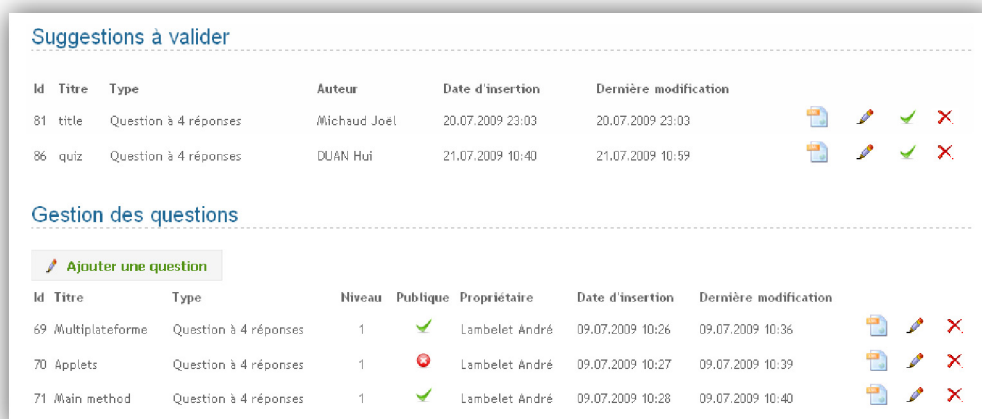 Suggestions à valider
Id Titre Type Auteur Date d'insertion Dernière modification
81 title Question à 4 réponses Michaud Joël 20.07.2009 23:03 20.07.2009 23:03
86 quiz Question à 4 réponses DUAN Hui 21.07.2009 10:40 21.07.2009 10:59
Gestion des questions
Ajouter une question
Id Titre Type Niveau Publique Propriétaire Date d'insertion Dernière modification
69 Multiplateforme Question à 4 réponses 1 Lambelet André 09.07.2009 10:26 09.07.2009 10:36
70 Applets Question à 4 réponses 1 Lambelet André 09.07.2009 10:27 09.07.2009 10:39
71 Main method Question à 4 réponses 1 Lambelet André 09.07.2009 10:28 09.07.2009 10:40